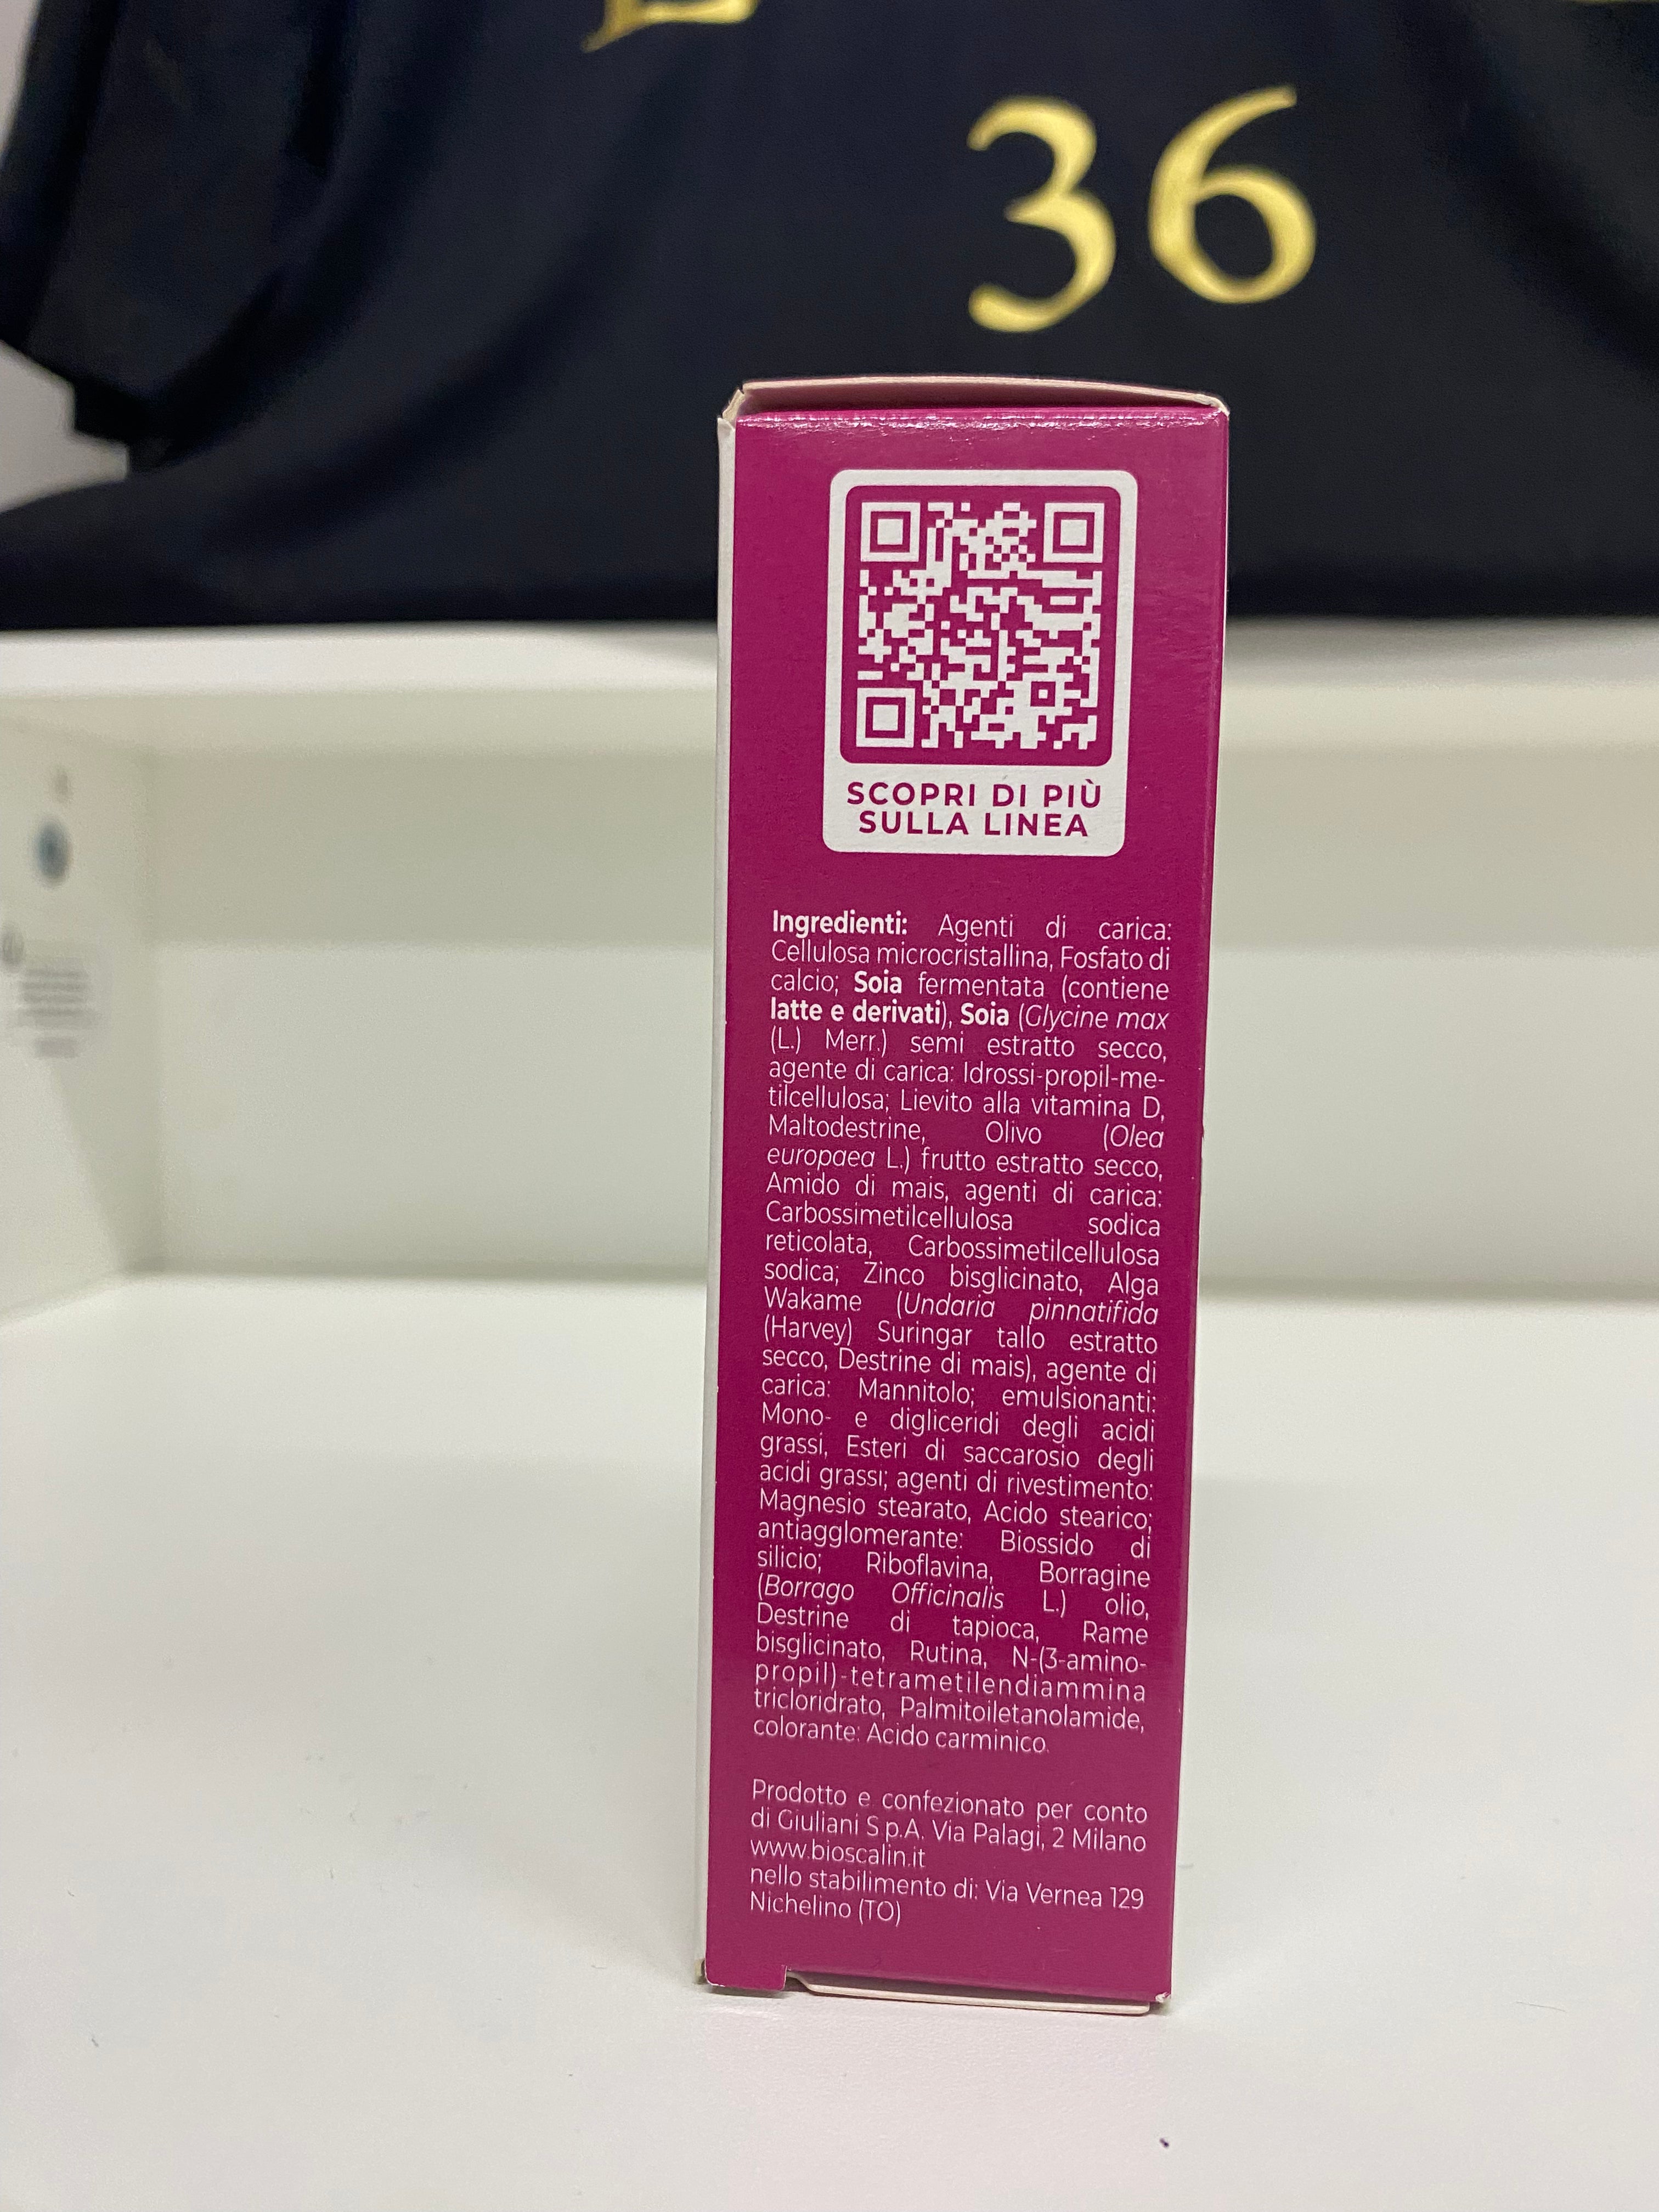 36
SCOPRI DI PIÙ
SULLA LINEA
Ingredienti: Agenti di carica:
Cellulosa microcristallina, Fosfato di
calcio; Soia fermentata (contiene
latte e derivati), Soia (Glycine max
(L.) Merr.) semi estratto secco,
agente di carica: Idrossi-propil-me-
tilcellulosa; Lievito alla vitamina D,
Maltodestrine, Olivo (Olea
europaea L.) frutto estratto secco,
Amido di mais, agenti di carica:
Carbossimetilcellulosa sodica
reticolata, Carbossimetilcellulosa
sodica; Zinco bisglicinato, Alga
Wakame (Undaria pinnatifida
(Harvey) Suringar tallo estratto
secco, Destrine di mais), agente di
carica: Mannitolo; emulsionanti:
Mono- e digliceridi degli acidi
grassi, Esteri di saccarosio degli
acidi grassi; agenti di rivestimento:
Magnesio stearato, Acido stearico;
antiagglomerante: Biossido di
silicio; Riboflavina, Borragine
(Borrago Officinalis L.) olio,
Destrine di tapioca, Rame
bisglicinato, Rutina, N-(3-amino-
propil)-tetrametilendiammina
tricloridrato, Palmitoiletanolamide,
colorante: Acido carminico.
Prodotto e confezionato per conto
di Giuliani S.p.A. Via Palagi, 2 Milano
www.bioscalin.it
nello stabilimento di: Via Vernea 129
Nichelino (TO)